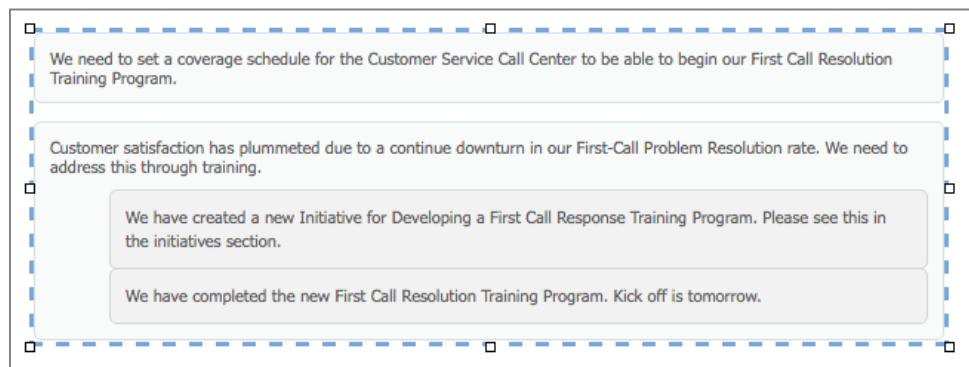 We need to set a coverage schedule for the Customer Service Call Center to be able to begin our First Call Resolution
Training Program.
Customer satisfaction has plummeted due to a continue downturn in our First-Call Problem Resolution rate. We need to
address this through training.
We have created a new Initiative for Developing a First Call Response Training Program. Please see this in
the initiatives section.
We have completed the new First Call Resolution Training Program. Kick off is tomorrow.